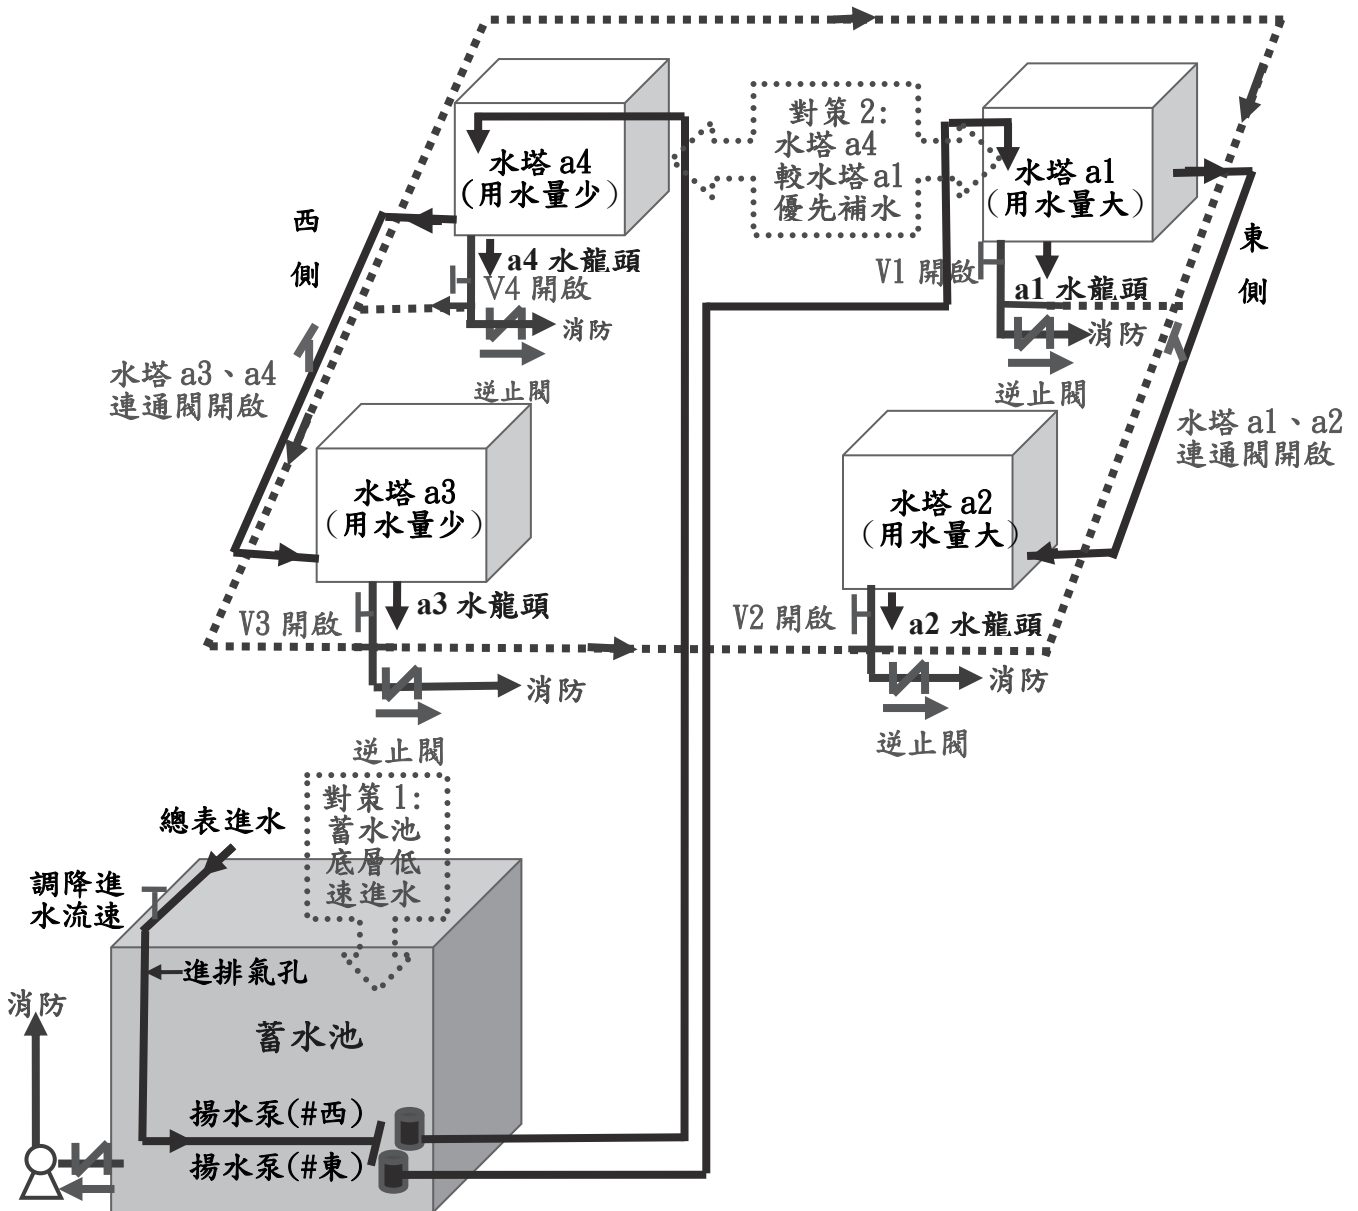 對策 2:
水塔 a4
較水塔 a1
優先補水
水塔 a4
(用水量少)
水塔 a1
(用水量大)
西
側
東
側
a4 水龍頭
V4 開啟
消防
逆止閥
V1 開啟
a1 水龍頭
消防
逆止閥
水塔 a3、a4
連通閥開啟
水塔 a1、a2
連通閥開啟
水塔 a3
(用水量少)
水塔 a2
(用水量大)
a3 水龍頭
V3 開啟
消防
逆止閥
V2 開啟
a2 水龍頭
消防
逆止閥
對策 1:
蓄水池
底層低
速進水
總表進水
調降進
水流速
進排氣孔
消防
蓄水池
揚水泵(#西)
揚水泵(#東)